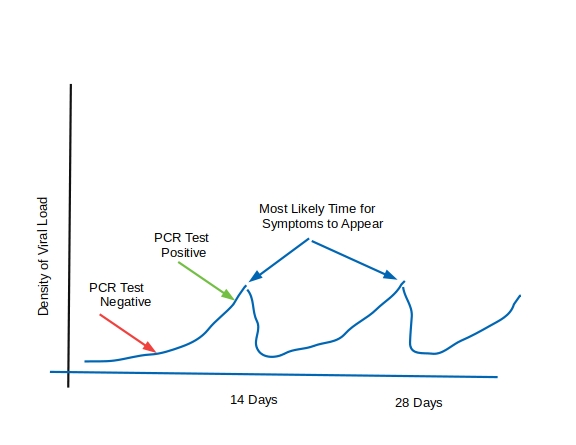 Most Likely Time for
Symptoms to Appear
PCR Test
Positive
PCR Test
Negative
Density of Viral Load
14 Days
28 Days